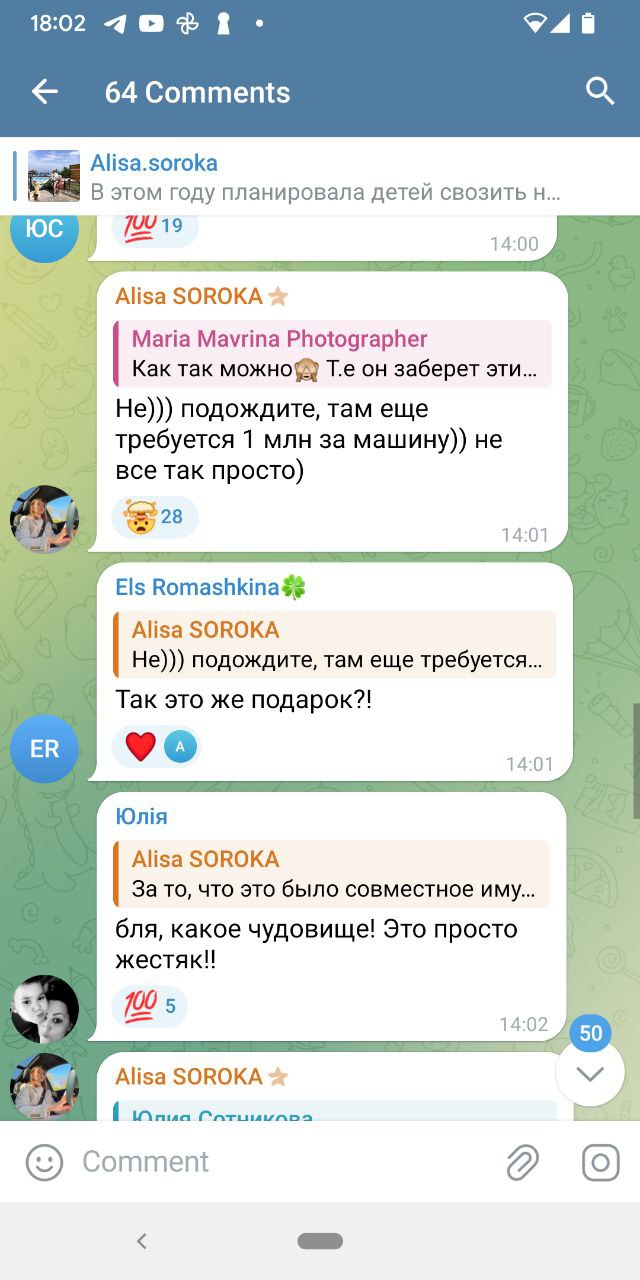 18:02
64 Comments
Alisa.soroka
В этом году планировала детей свозить н...
ЮС
💯 19
14:00
Alisa SOROKA
Maria Mavrina Photographer
Как так можно🙈 Т.е он заберет эти...
Не))) подождите, там еще
требуется 1 млн за машину)) не
все так просто)
🤯 28
14:01
Els Romashkina🍀
Alisa SOROKA
Не))) подождите, там еще требуется...
Так это же подарок?!
ER
❤️ A
14:01
Юлія
Alisa SOROKA
За то, что это было совместное иму...
бля, какое чудовище! Это просто
жестяк!!
💯 5
14:02
50
Alisa SOROKA
Юлия Сотникова
Comment